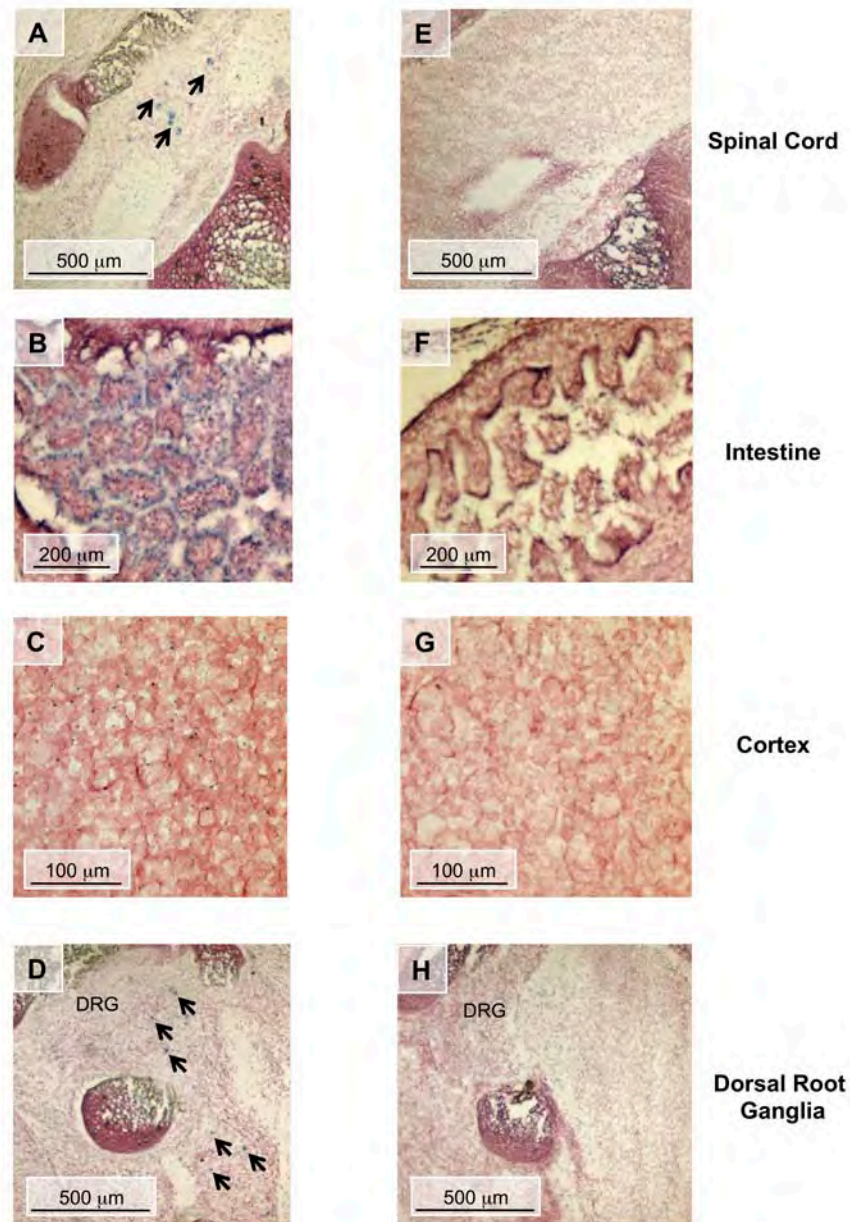 A
E
500 μm
500 μm
Spinal Cord
B
F
200 μm
200 μm
Intestine
C
G
100 μm
100 μm
Cortex
D
H
DRG
DRG
500 μm
500 μm
Dorsal Root
Ganglia